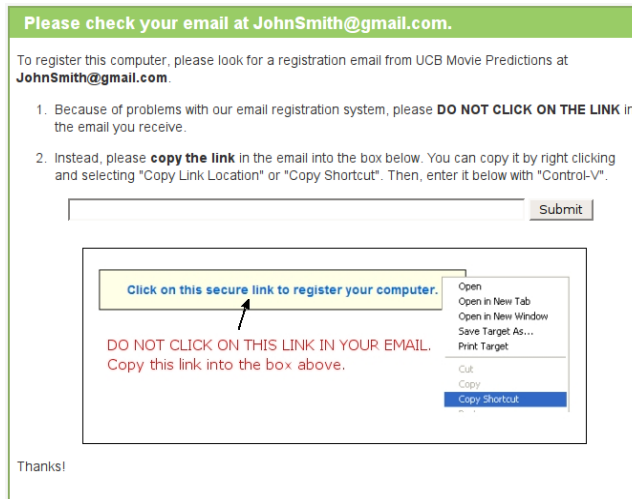 Please check your email at JohnSmith@gmail.com.
To register this computer, please look for a registration email from UCB Movie Predictions at
JohnSmith@gmail.com.
1. Because of problems with our email registration system, please DO NOT CLICK ON THE LINK in
the email you receive.
2. Instead, please copy the link in the email into the box below. You can copy it by right clicking
and selecting "Copy Link Location" or "Copy Shortcut". Then, enter it below with "Control-V".
Submit
Click on this secure link to register your computer.
DO NOT CLICK ON THIS LINK IN YOUR EMAIL.
Copy this link into the box above.
Open
Open in New Tab
Open in New Window
Save Target As...
Print Target
Cut
Copy
Copy Shortcut
Thanks!